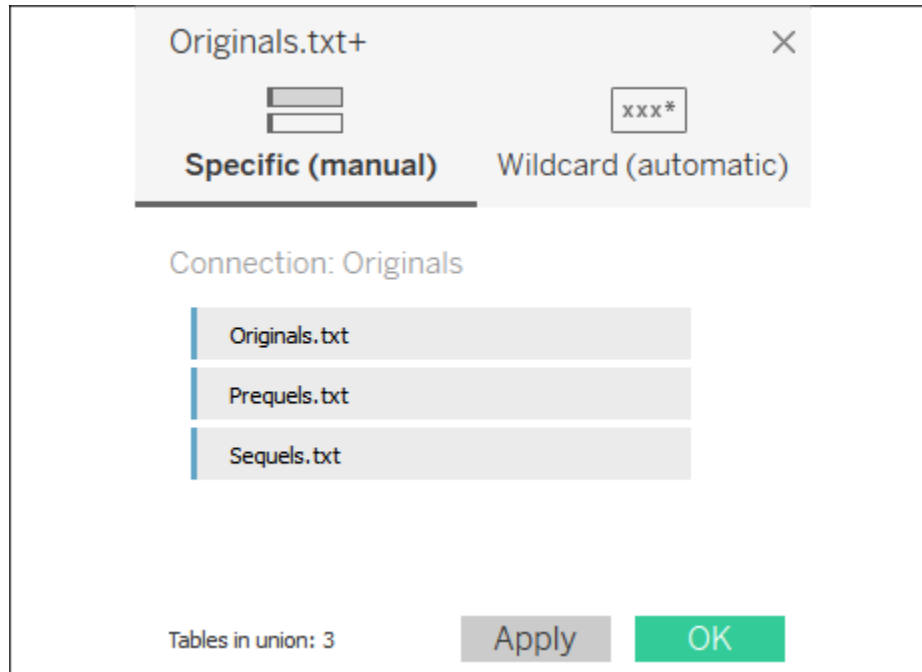 Originals.txt+
xxx*
Specific (manual)
Wildcard (automatic)
Connection: Originals
Originals.txt
Prequels.txt
Sequels.txt
Tables in union: 3
Apply
OK